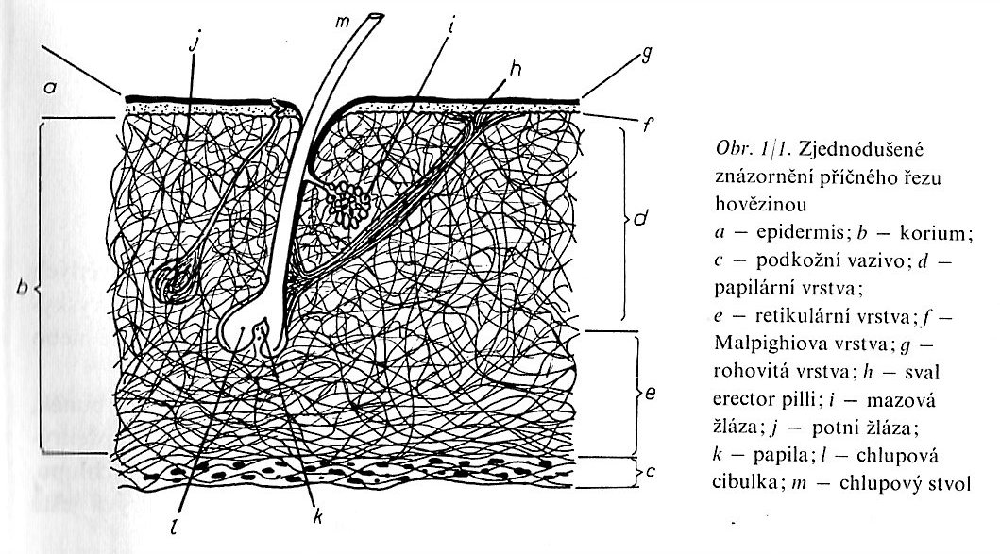 m
i
j
g
h
a
f
d
b
e
c
l
k
Obr. 1/1. Zjednodušené
znázornění příčného řezu
hovězinou
a — epidermis; b — korium;
c — podkožní vazivo; d —
papilární vrstva;
e — retikulární vrstva; f —
Malpighiova vrstva; g —
rohovitá vrstva; h — sval
erector pilli; i — mazová
žláza; j — potní žláza;
k — papila; l — chlupová
cibulka; m — chlupový stvol